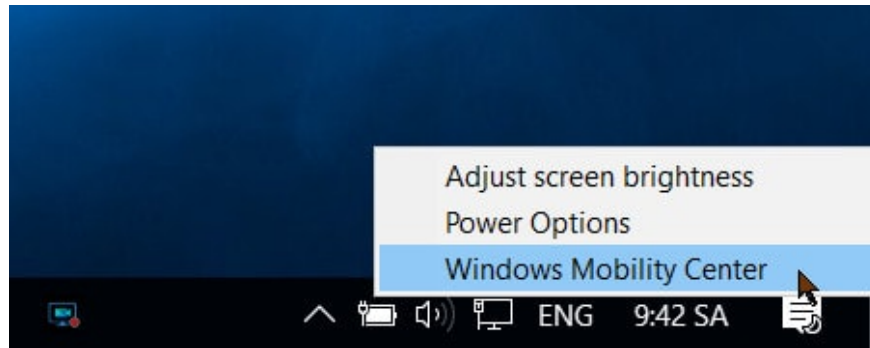 Adjust screen brightness
Power Options
Windows Mobility Center
ENG 9:42 SA